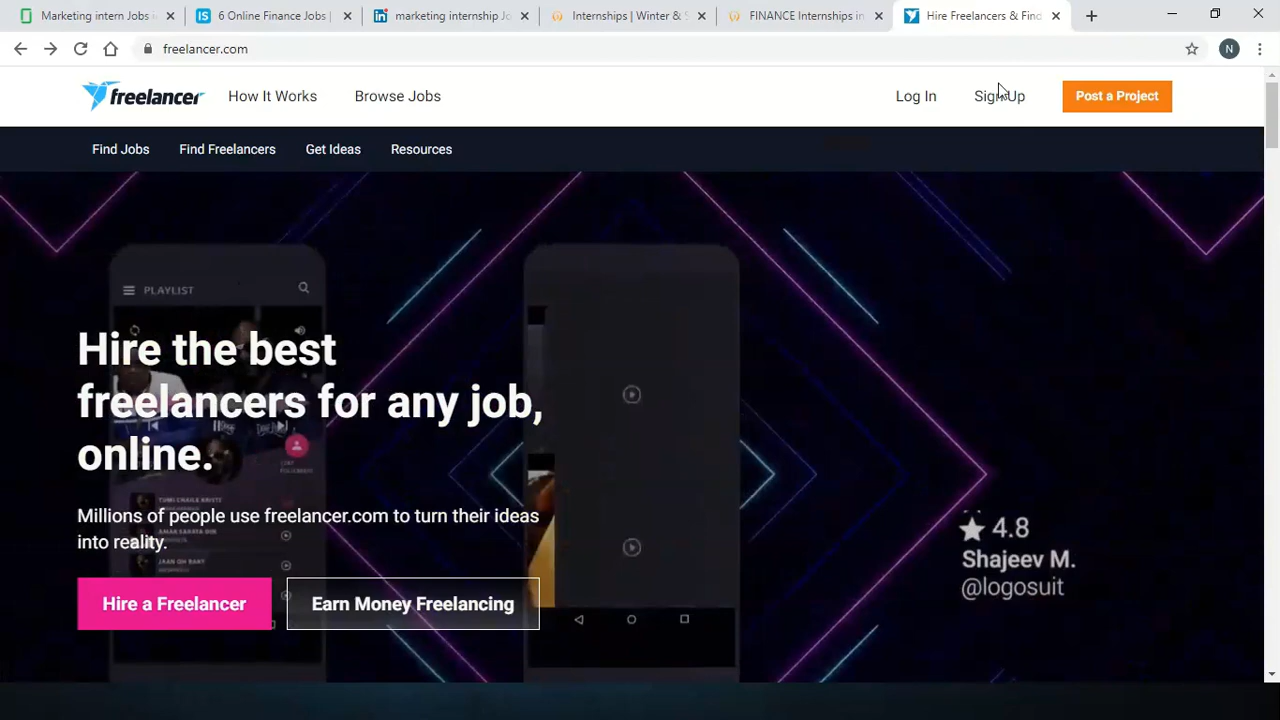 Marketing intern Jobs i
6 Online Finance Jobs |
marketing internship Jo
Internships | Winter & S
FINANCE Internships in
Hire Freelancers & Find
freelancer.com
N
freelancer
How It Works
Browse Jobs
Log In
Sign Up
Post a Project
Find Jobs
Find Freelancers
Get Ideas
Resources
PLAYLIST
Hire the best
freelancers for any job,
online.
Millions of people use freelancer.com to turn their ideas
into reality.
Hire a Freelancer
Earn Money Freelancing
4.8
Shajeev M.
@logosuit